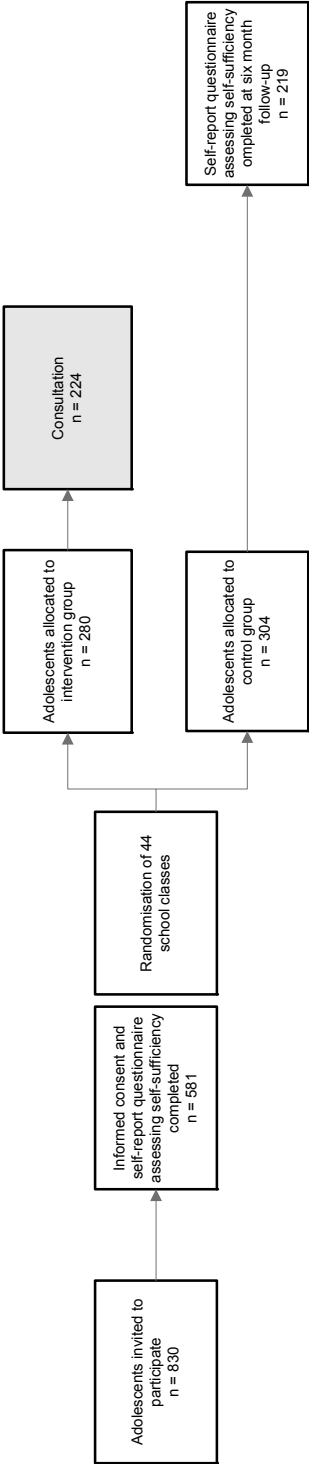 Adolescents invited to
participate
n = 830
Informed consent and
self-report questionnaire
assessing self-sufficiency
completed
n = 581
Randomisation of 44
school classes
Adolescents allocated to
intervention group
n = 280
Consultation
n = 224
Adolescents allocated to
control group
n = 304
Self-report questionnaire
assessing self-sufficiency
ompleted at six month
follow-up
n = 219